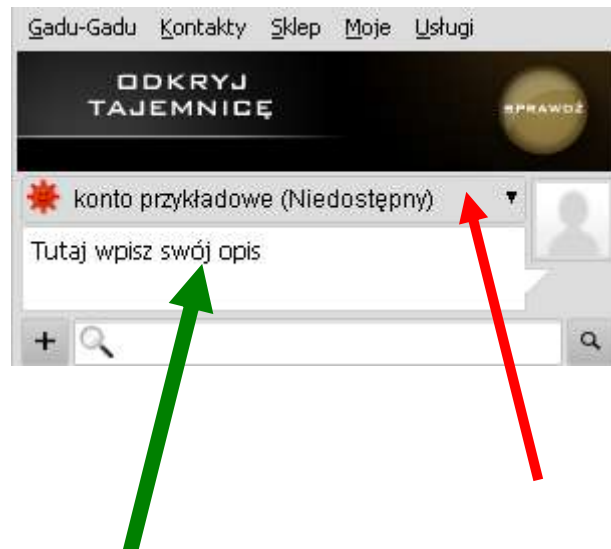 Gadu-Gadu Kontakty Sklep Moje Usługi
ODKRYJ
TAJEMNICĘ
SPRAWDŹ
konto przykładowe (Niedostępny)
Tutaj wpisz swój opis